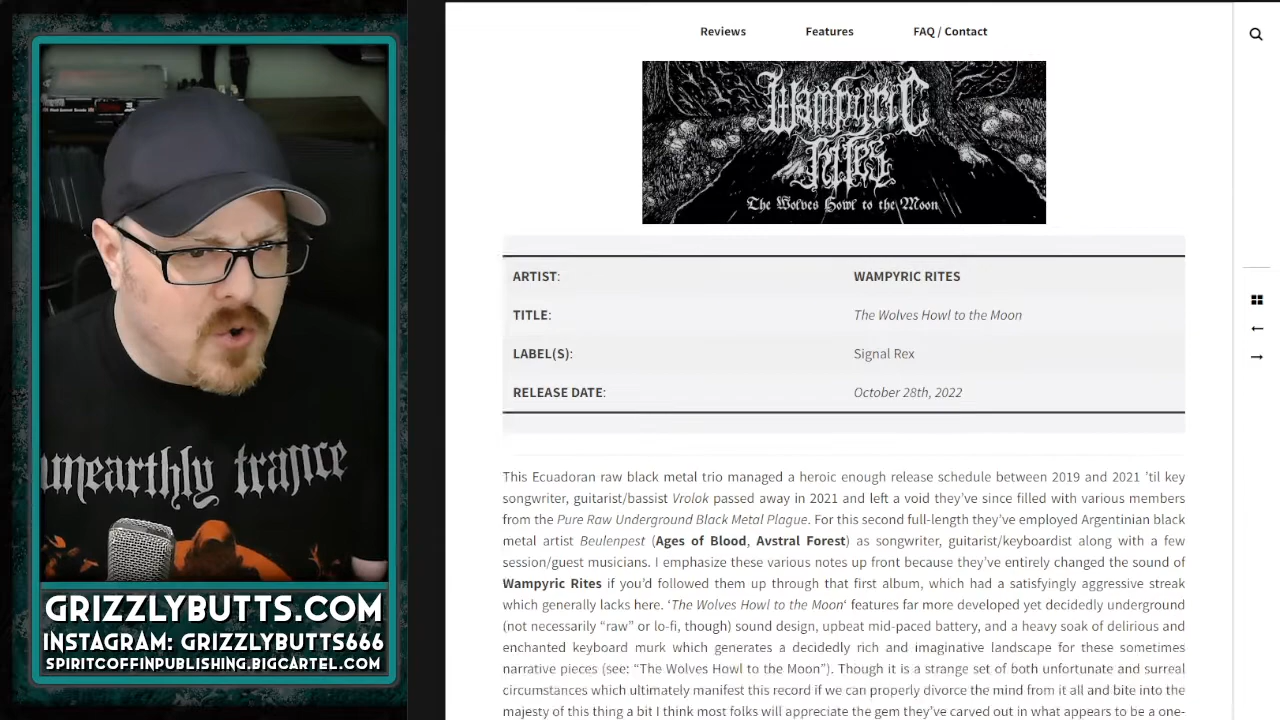 Reviews
Features
FAQ / Contact
Wampyric
Rites
The Wolves Howl to the Moon
ARTIST:
WAMPYRIC RITES
TITLE:
The Wolves Howl to the Moon
LABEL(S):
Signal Rex
RELEASE DATE:
October 28th, 2022
This Ecuadoran raw black metal trio managed a heroic enough release schedule between 2019 and 2021 ’til key
songwriter, guitarist/bassist Vrolok passed away in 2021 and left a void they’ve since filled with various members
from the Pure Raw Underground Black Metal Plague. For this second full-length they’ve employed Argentinian black
metal artist Beulenpest (Ages of Blood, Avstral Forest) as songwriter, guitarist/keyboardist along with a few
session/guest musicians. I emphasize these various notes up front because they’ve entirely changed the sound of
Wampyric Rites if you’d followed them up through that first album, which had a satisfyingly aggressive streak
which generally lacks here. ‘The Wolves Howl to the Moon‘ features far more developed yet decidedly underground
(not necessarily “raw” or lo-fi, though) sound design, upbeat mid-paced battery, and a heavy soak of delirious and
enchanted keyboard murk which generates a decidedly rich and imaginative landscape for these sometimes
narrative pieces (see: “The Wolves Howl to the Moon”). Though it is a strange set of both unfortunate and surreal
circumstances which ultimately manifest this record if we can properly divorce the mind from it all and bite into the
majesty of this thing a bit I think most folks will appreciate the gem they’ve carved out in what appears to be a one-
unearthly trance
GRIZZLYBUTTS.COM
INSTAGRAM: GRIZZLYBUTTS666
SPIRITCOFFINPUBLISHING.BIGCARTEL.COM